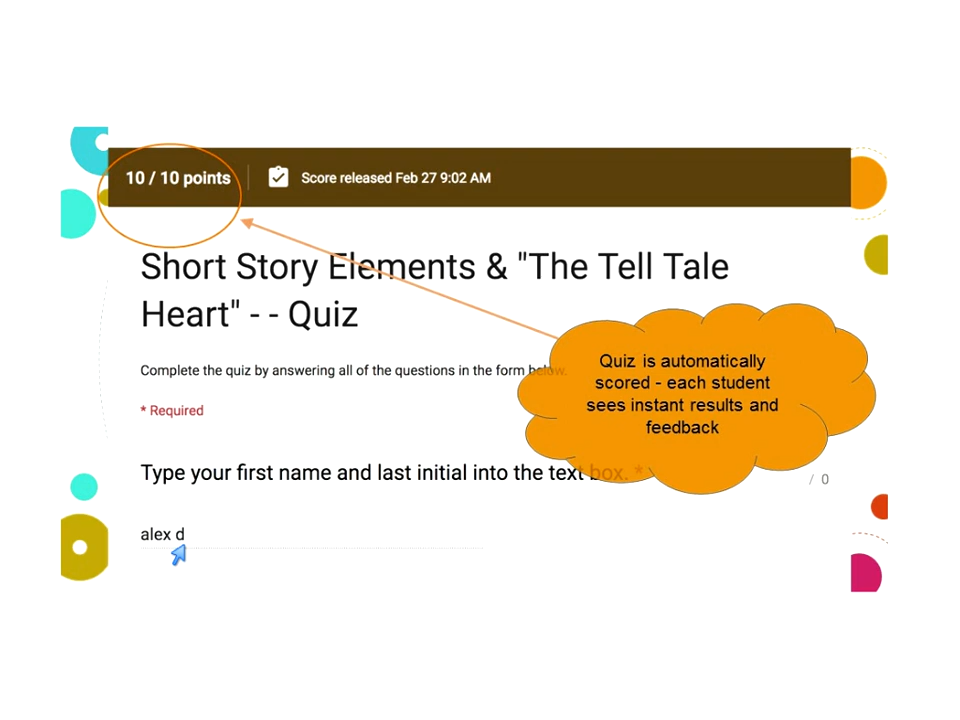 10 / 10 points
Score released Feb 27 9:02 AM
Short Story Elements & "The Tell Tale
Heart" - - Quiz
Complete the quiz by answering all of the questions in the form below.
* Required
Quiz is automatically
scored - each student
sees instant results and
feedback
Type your first name and last initial into the text box. *
/ 0
alex d